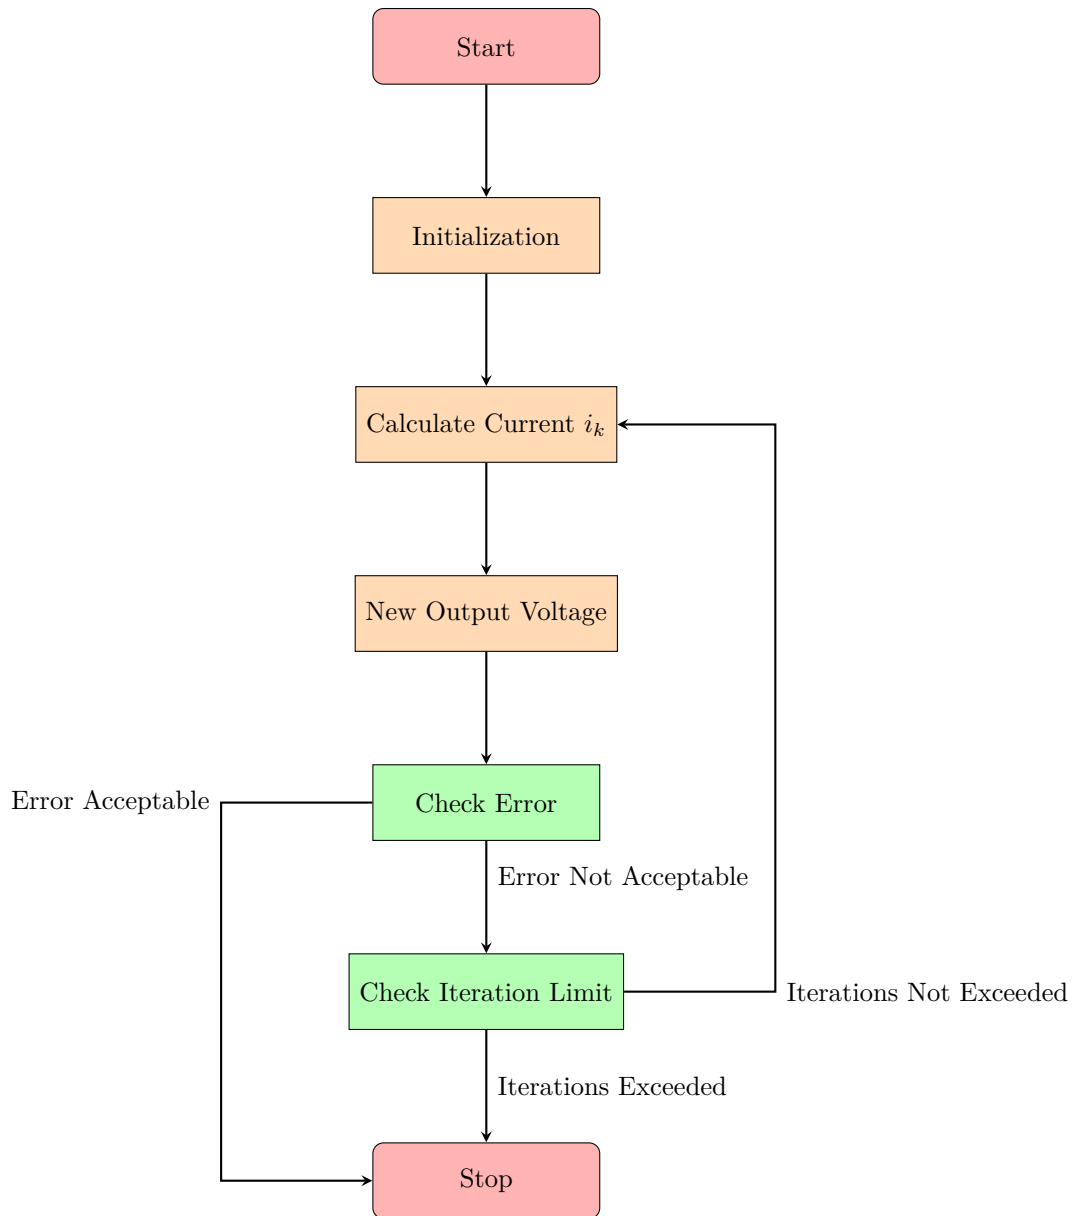 Start
Initialization
Calculate Current $i_k$
New Output Voltage
Error Acceptable
Check Error
Error Not Acceptable
Check Iteration Limit
Iterations Not Exceeded
Iterations Exceeded
Stop